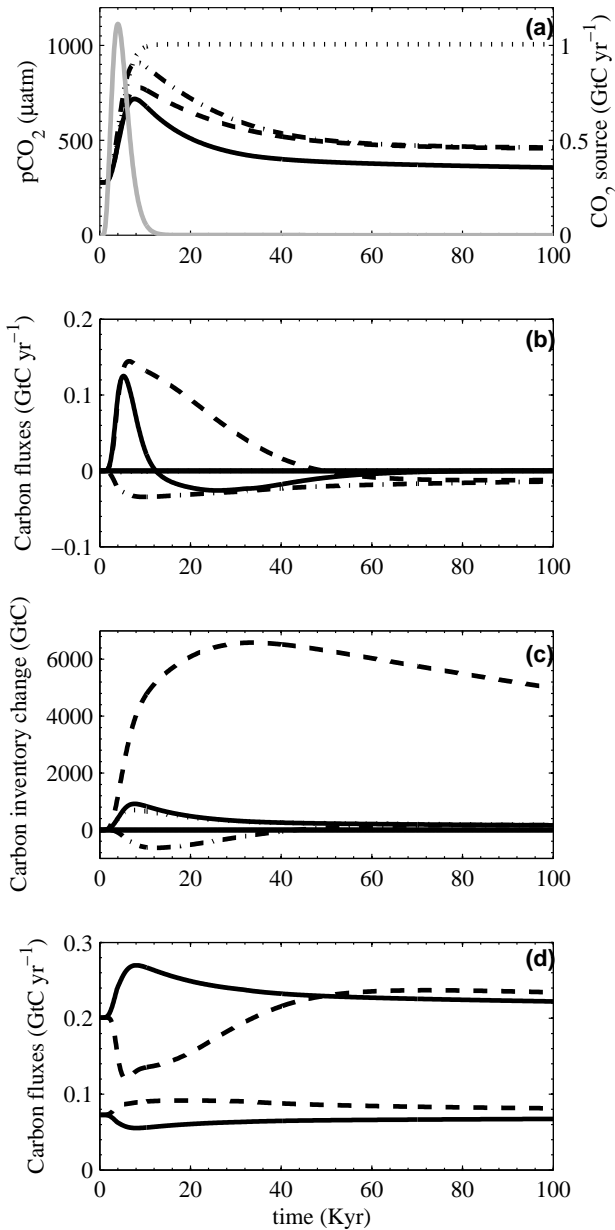 (a)
1000
500
0
pCO2 (μatm)
1
0.5
0
CO2 source (GtC yr−1)
0 20 40 60 80 100
(b)
0.2
0.1
0
−0.1
Carbon fluxes (GtC yr−1)
0 20 40 60 80 100
(c)
6000
4000
2000
0
Carbon inventory change (GtC)
0 20 40 60 80 100
(d)
0.3
0.2
0.1
0
Carbon fluxes (GtC yr−1)
0 20 40 60 80 100
time (Kyr)